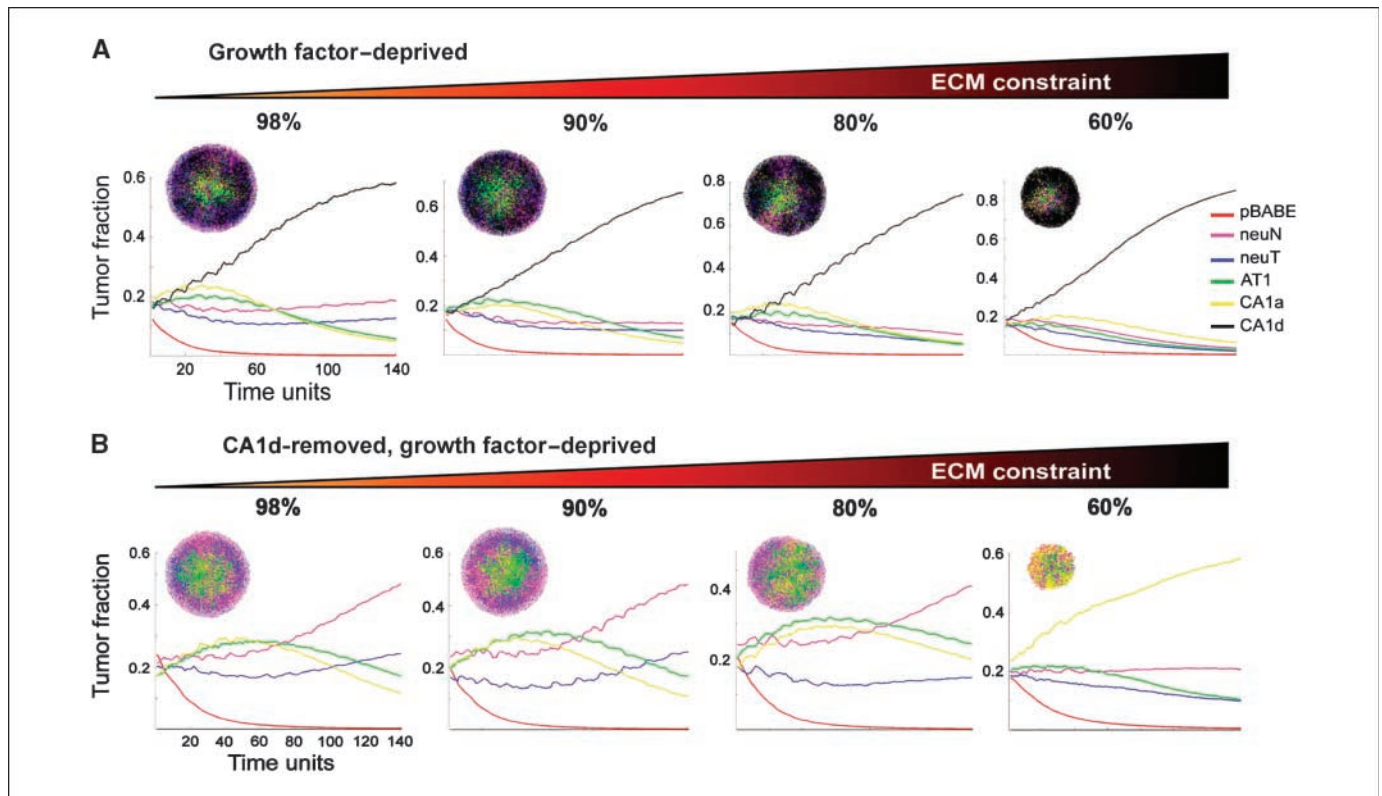 A
Growth factor–deprived
ECM constraint
98% 90% 80% 60%
Tumor fraction
0.6
0.4
0.2
20 60 100 140
Time units
0.6
0.4
0.2
0.8
0.6
0.4
0.2
0.8
0.6
0.4
0.2
pBABE
neuN
neuT
AT1
CA1a
CA1d
B
CA1d-removed, growth factor–deprived
ECM constraint
98% 90% 80% 60%
Tumor fraction
0.6
0.4
0.2
20 40 60 80 100 120 140
Time units
0.6
0.4
0.2
0.4
0.2
0.6
0.4
0.2